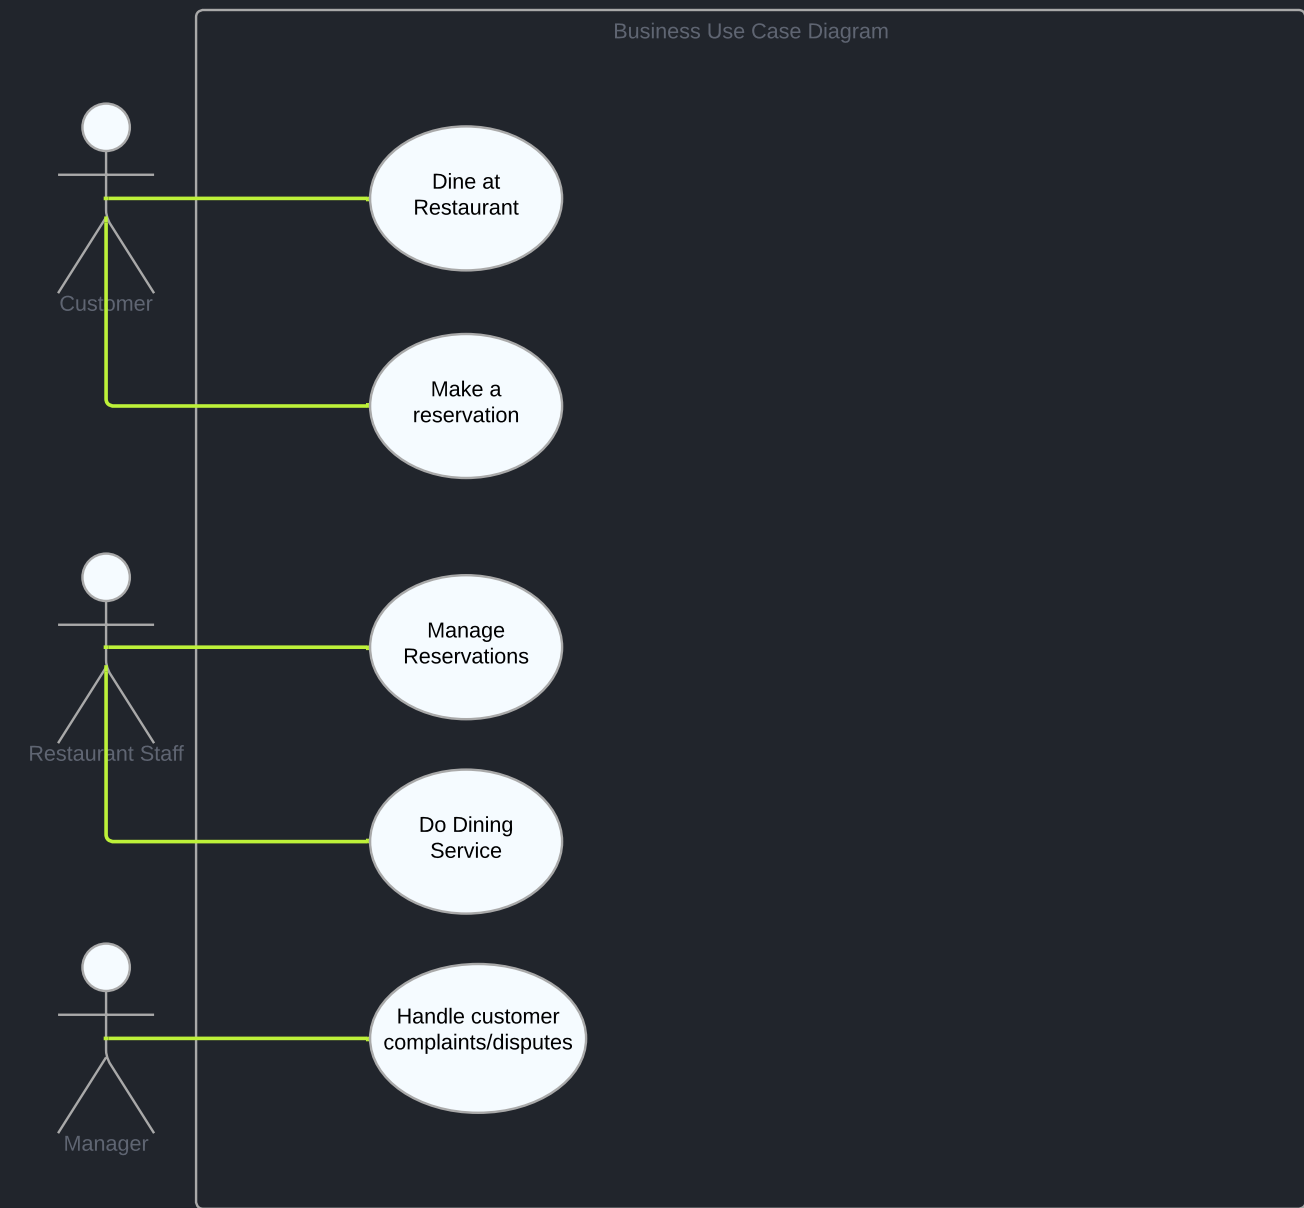 Business Use Case Diagram
Dine at
Restaurant
Customer
Make a
reservation
Manage
Reservations
Restaurant Staff
Do Dining
Service
Handle customer
complaints/disputes
Manager